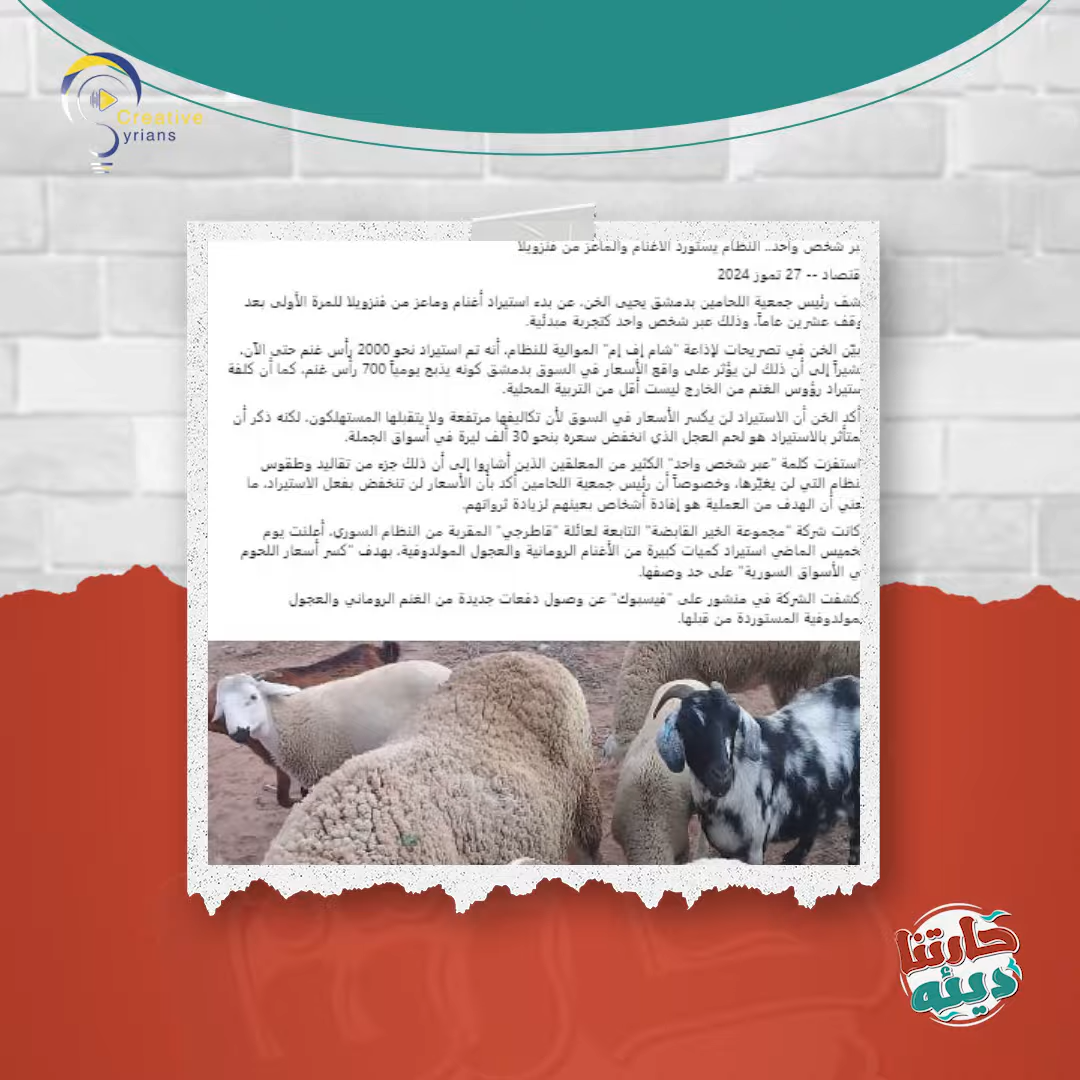 Creative
Syrians
بر شخص واحد.. النظام يستورد الأغنام والماعز من فنزويلا
قتصاد -- 27 تموز 2024
شف رئيس جمعية اللحامين بدمشق يحيى الخن، عن بدء استيراد أغنام وماعز من فنزويلا للمرة الأولى بعد
وقف عشرين عاماً، وذلك عبر شخص واحد كتجربة مبدئية.
بيّن الخن في تصريحات لإذاعة "شام إف إم" الموالية للنظام، أنه تم استيراد نحو 2000 رأس غنم حتى الآن،
شيراً إلى أن ذلك لن يؤثر على واقع الأسعار في السوق بدمشق كونه يذبح يومياً 700 رأس غنم، كما أن كلفة
ستيراد رؤوس الغنم من الخارج ليست أقل من التربية المحلية.
أكد الخن أن الاستيراد لن يكسر الأسعار في السوق لأن تكاليفها مرتفعة ولا يتقبلها المستهلكون، لكنه ذكر أن
متأثر بالاستيراد هو لحم العجل الذي انخفض سعره بنحو 30 ألف ليرة في أسواق الجملة.
استفزت كلمة "عبر شخص واحد" الكثير من المعلقين الذين أشاروا إلى أن ذلك جزء من تقاليد وطقوس
لنظام التي لن يغيّرها، وخصوصاً أن رئيس جمعية اللحامين أكد بأن الأسعار لن تنخفض بفعل الاستيراد، ما
عني أن الهدف من العملية هو إفادة أشخاص بعينهم لزيادة ثرواتهم.
كانت شركة "مجموعة الخير القابضة" التابعة لعائلة "قاطرجي" المقربة من النظام السوري، أعلنت يوم
خميس الماضي استيراد كميات كبيرة من الأغنام الرومانية والعجول المولدوفية، بهدف "كسر أسعار اللحوم
ي الأسواق السورية" على حد وصفها.
كشفت الشركة في منشور على "فيسبوك" عن وصول دفعات جديدة من الغنم الروماني والعجول
مولدوفية المستوردة من قبلها.
حارتنا
ديئه